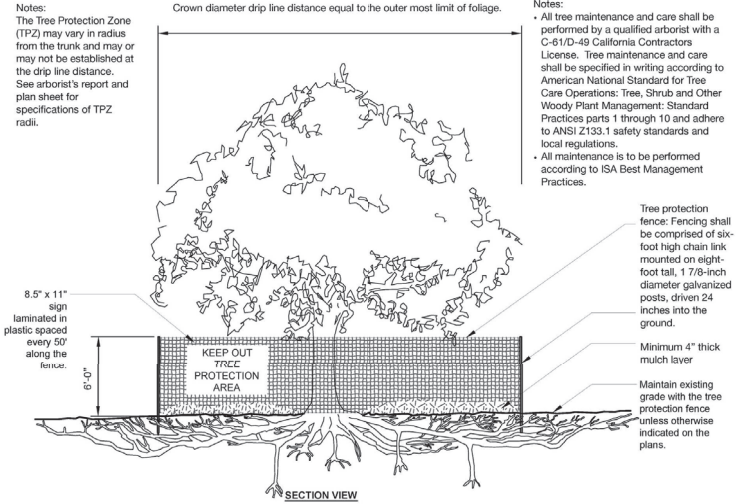 Notes:
The Tree Protection Zone
(TPZ) may vary in radius
from the trunk and may or
may not be established at
the drip line distance.
See arborist's report and
plan sheet for
specifications of TPZ
radii.
Crown diameter drip line distance equal to the outer most limit of foliage.
Notes:
• All tree maintenance and care shall be
performed by a qualified arborist with a
C-61/D-49 California Contractors
License. Tree maintenance and care
shall be specified in writing according to
American National Standard for Tree
Care Operations: Tree, Shrub and Other
Woody Plant Management: Standard
Practices parts 1 through 10 and adhere
to ANSI Z133.1 safety standards and
local regulations.
• All maintenance is to be performed
according to ISA Best Management
Practices.
Tree protection
fence: Fencing shall
be comprised of six-
foot high chain link
mounted on eight-
foot tall, 1 7/8-inch
diameter galvanized
posts, driven 24
inches into the
ground.
8.5" x 11"
sign
laminated in
plastic spaced
every 50'
along the
fence.
6'-0"
KEEP OUT
TREE
PROTECTION
AREA
Minimum 4" thick
mulch layer
Maintain existing
grade with the tree
protection fence
unless otherwise
indicated on the
plans.
SECTION VIEW